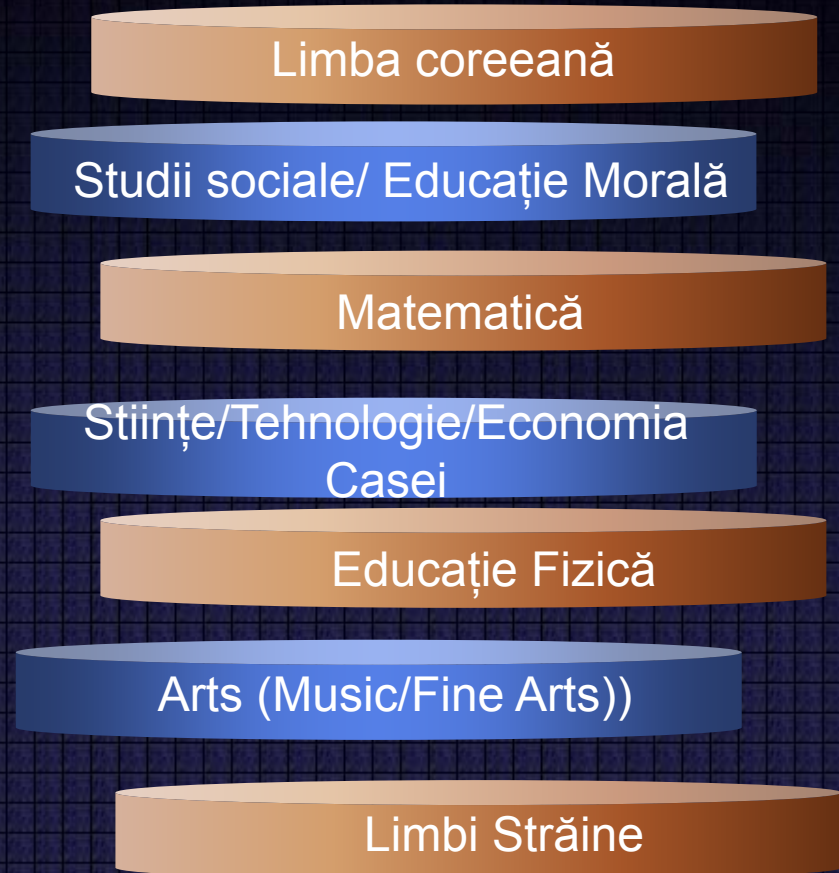 Limba coreeană
Studii sociale/ Educație Morală
Matematică
Stiințe/Tehnologie/Economia
Casei
Educație Fizică
Arts (Music/Fine Arts))
Limbi Străine